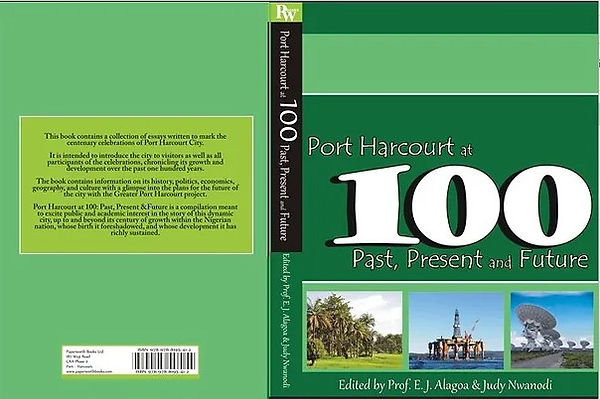 This book contains a collection of essays written to mark the
centenary celebrations of Port Harcourt City.
It is intended to introduce the city to visitors as well as all
participants of the celebrations, chronicling its growth and
development over the past one hundred years.
The book contains information on its history, politics, economics,
geography, and culture with a glimpse into the plans for the future of
the city with the Greater Port Harcourt project.
Port Harcourt at 100: Past, Present &Future is a compilation meant
to excite public and academic interest in the story of this dynamic
city, up to and beyond its century of growth within the Nigerian
nation, whose birth it foreshadowed, and whose development it has
richly sustained.
Books Ltd
Port Harcourt at 100 Past, Present and Future
Edited by Prof. E.J. Alagoa & Judy Nwanodi
Port Harcourt at
100
Past, Present and Future
Edited by Prof. E. J. Alagoa & Judy Nwanodi